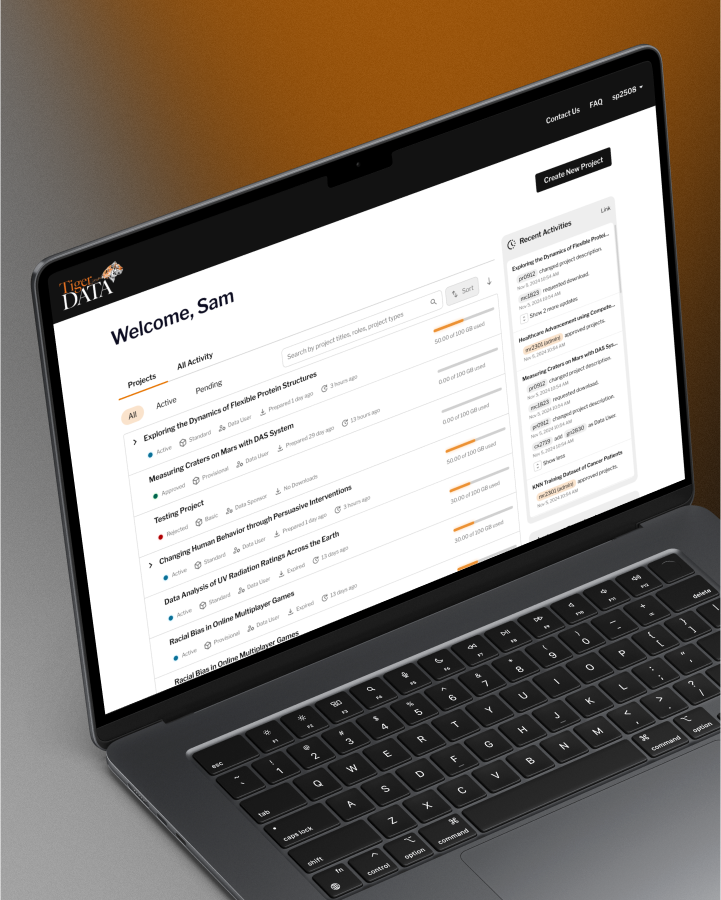 Contact Us FAQ sp2508
Tiger
DATA
Create New Project
Welcome, Sam
Projects All Activity
Search by project titles, roles, project types
Sort
All Active Pending
Exploring the Dynamics of Flexible Protein Structures
Active Standard Data User Prepared 1 day ago 3 hours ago
50.00 of 100 GB used
Measuring Craters on Mars with DAS System
Approved Provisional Data User Prepared 29 day ago 13 hours ago
0.00 of 100 GB used
Testing Project
Rejected Basic Data Sponsor No Downloads
0.00 of 100 GB used
Changing Human Behavior through Persuasive Interventions
Active Standard Data User Prepared 1 day ago 3 hours ago
50.00 of 100 GB used
Data Analysis of UV Radiation Ratings Across the Earth
Active Standard Data User Expired 13 days ago
30.00 of 100 GB used
Racial Bias in Online Multiplayer Games
Active Provisional Data User Expired 13 days ago
30.00 of 100 GB used
Racial Bias in Online Multiplayer Games
Recent Activities Link
Exploring the Dynamics of Flexible Protei...
pr0912 changed project description.
Nov 5, 2024 10:54 AM
mc1823 requested download.
Nov 5, 2024 10:54 AM
Show 2 more updates
Healthcare Advancement using Compute...
mr2301 (admin) approved projects.
Nov 5, 2024 10:54 AM
Measuring Craters on Mars with DAS Sys...
pr0912 changed project description.
Nov 5, 2024 10:54 AM
mc1823 requested download.
Nov 5, 2024 10:54 AM
pr0912 changed project description.
Nov 5, 2024 10:54 AM
as Data User
Nov 5, 2024 10:54 AM
Show less
KNN Training Dataset of Cancer Patients
mr2301 (admin) approved projects.
Nov 5, 2024 10:54 AM
esc F1 F2 F3 F4 F5 F6 F7 F8 F9 F10 F11 F12
~ ` ! 1 @ 2 # 3 $ 4 % 5 ^ 6 & 7 * 8 ( 9 ) 0 _ - + = delete
tab Q W E R T Y U I O P { [ } ]
caps lock A S D F G H J K L : ; " '
shift Z X C V B N M < , > . ? /
fn control option command command option